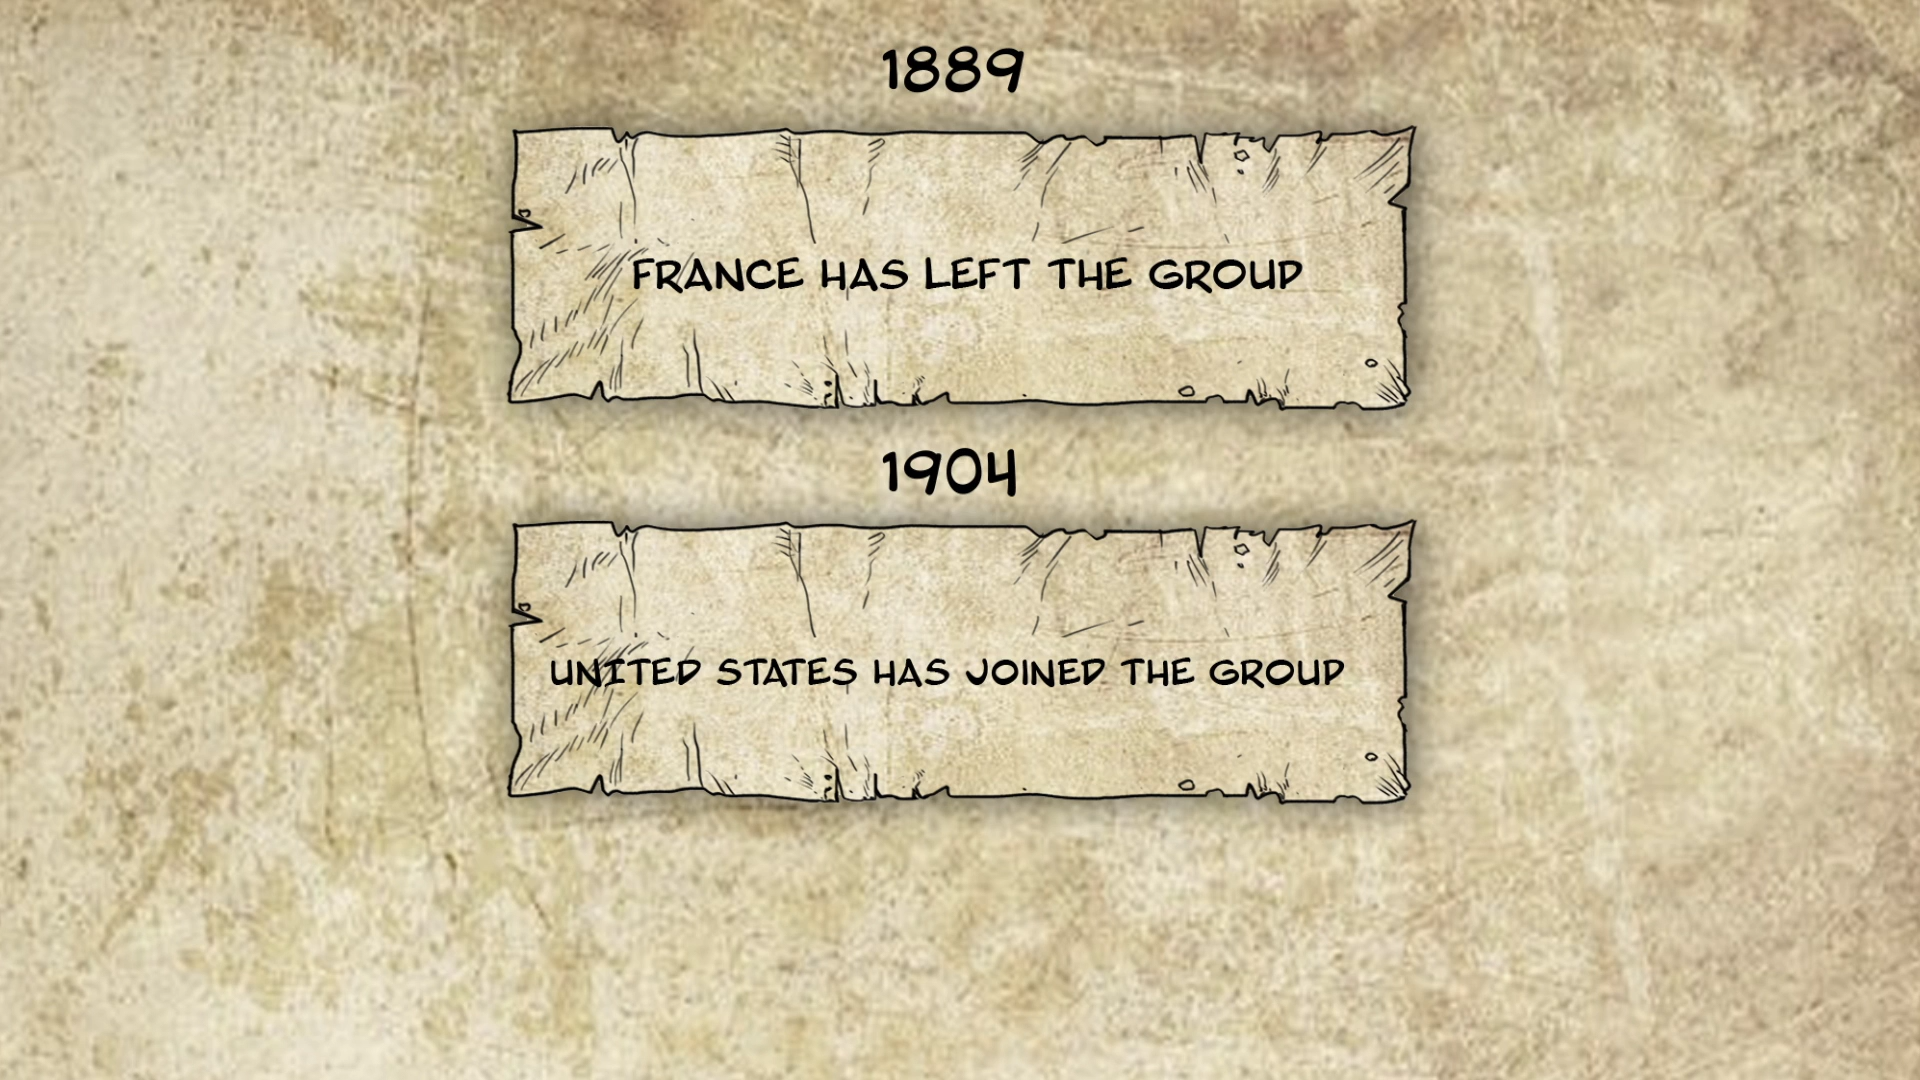 1889
FRANCE HAS LEFT THE GROUP
1904
UNITED STATES HAS JOINED THE GROUP